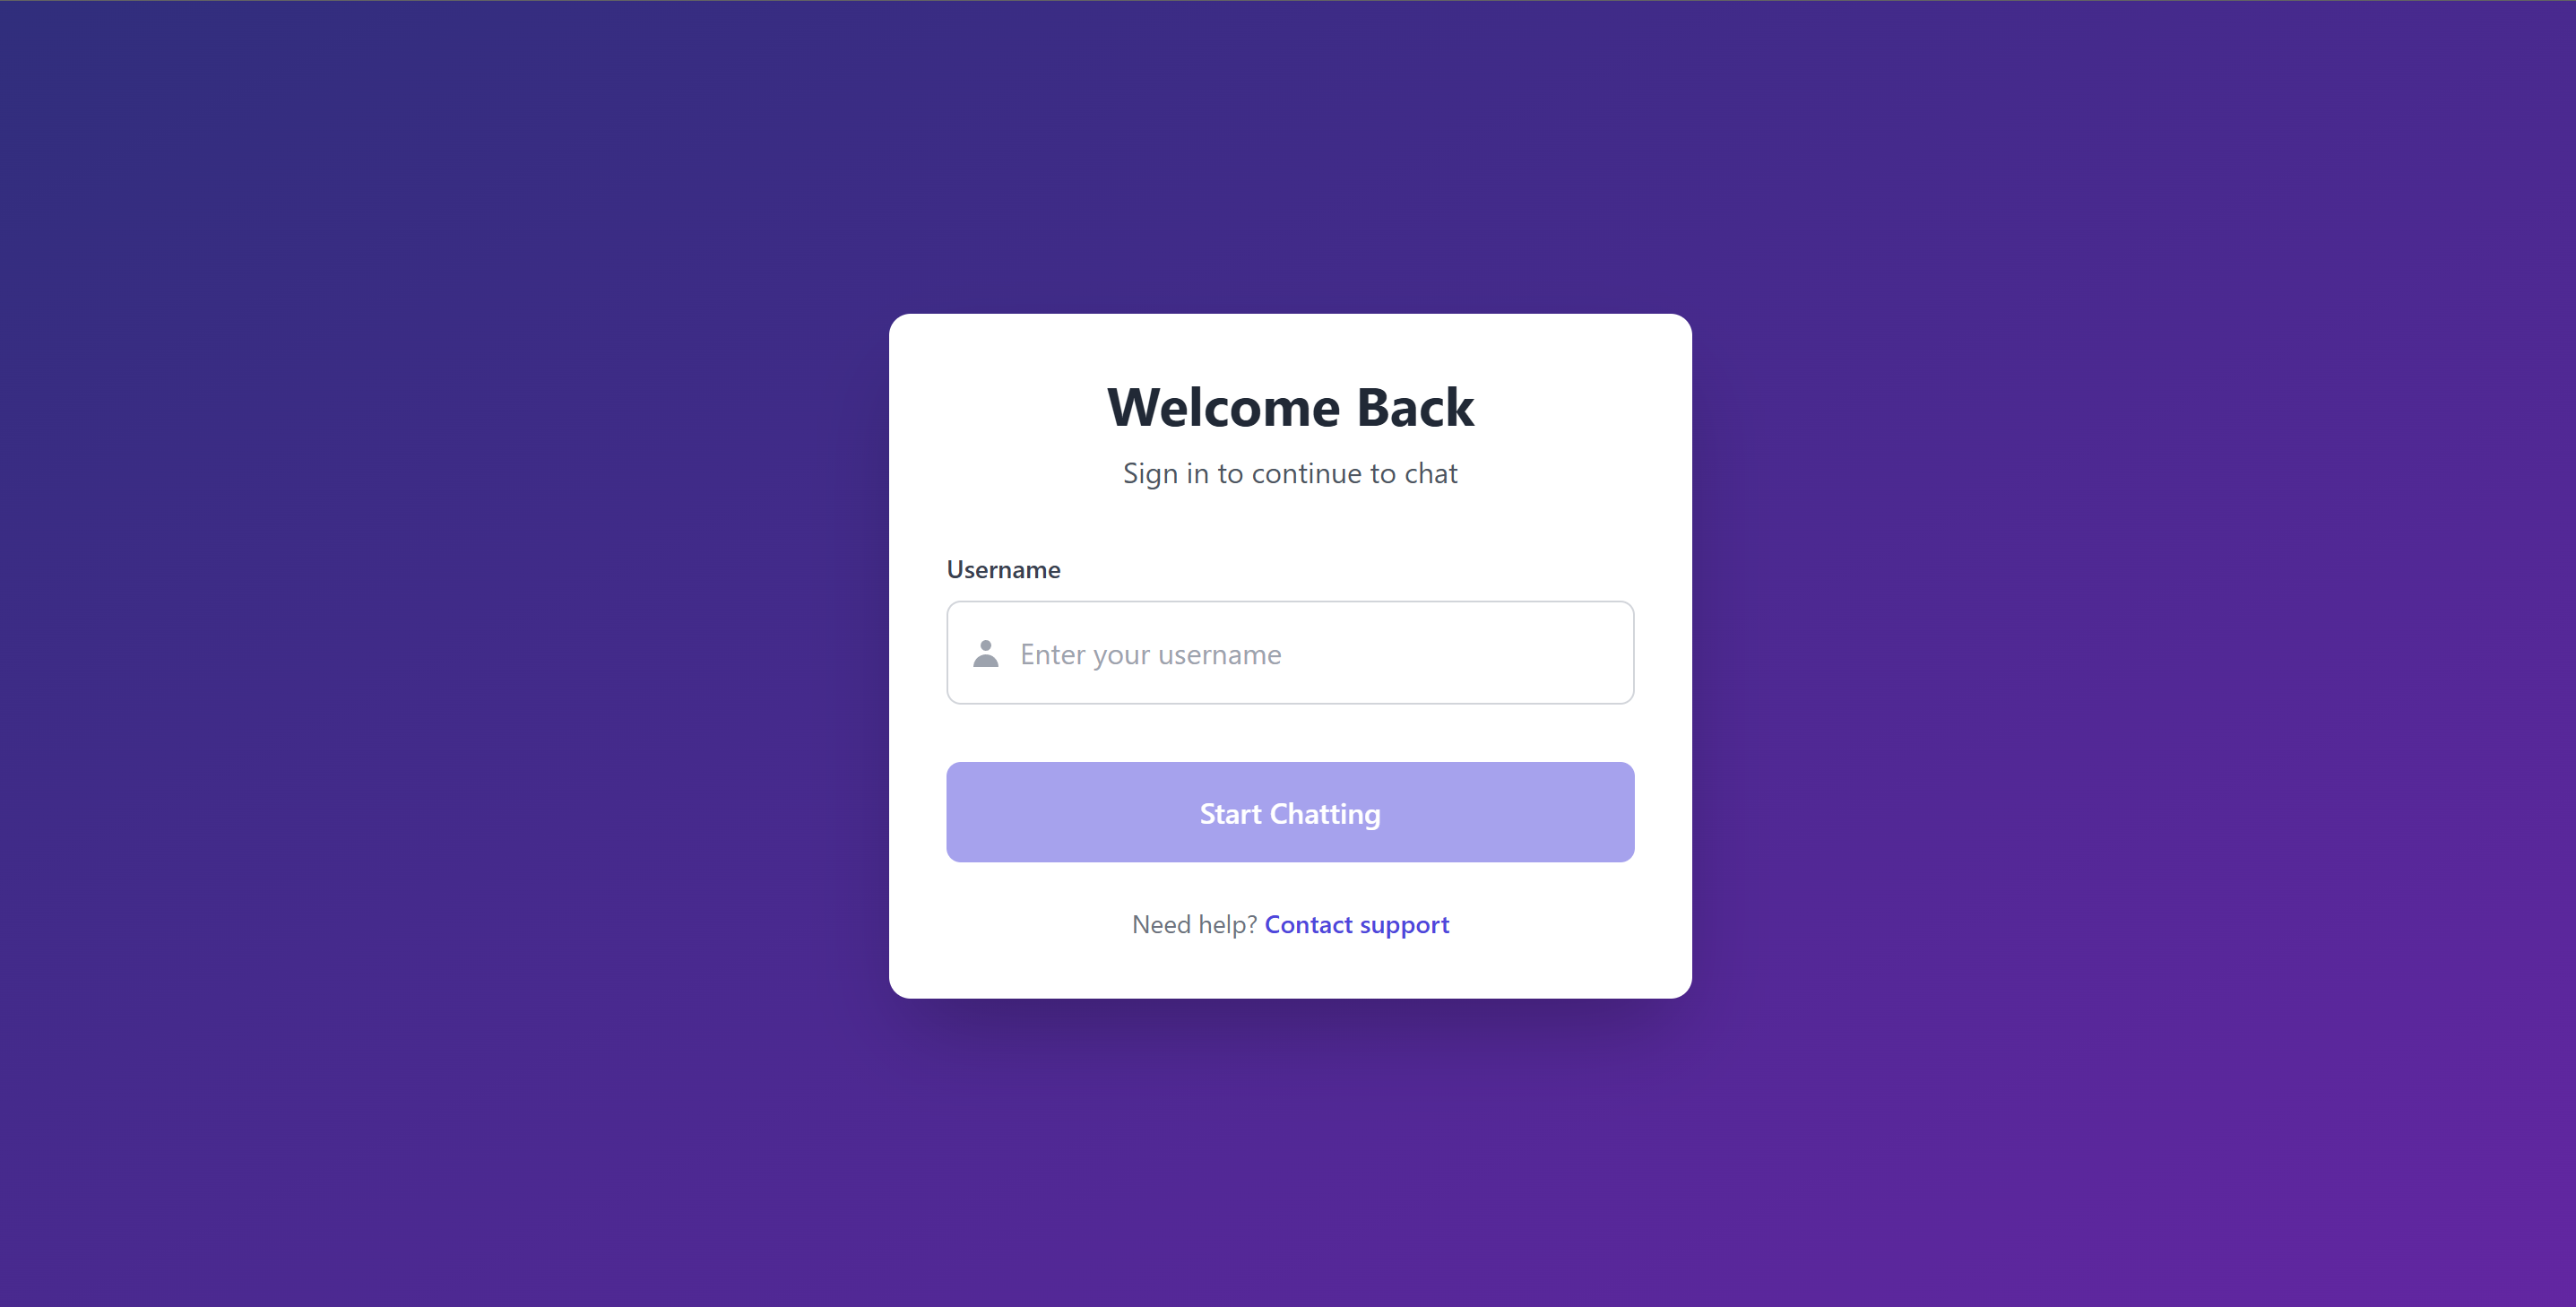 Welcome Back
Sign in to continue to chat
Username
Enter your username
Start Chatting
Need help? Contact support